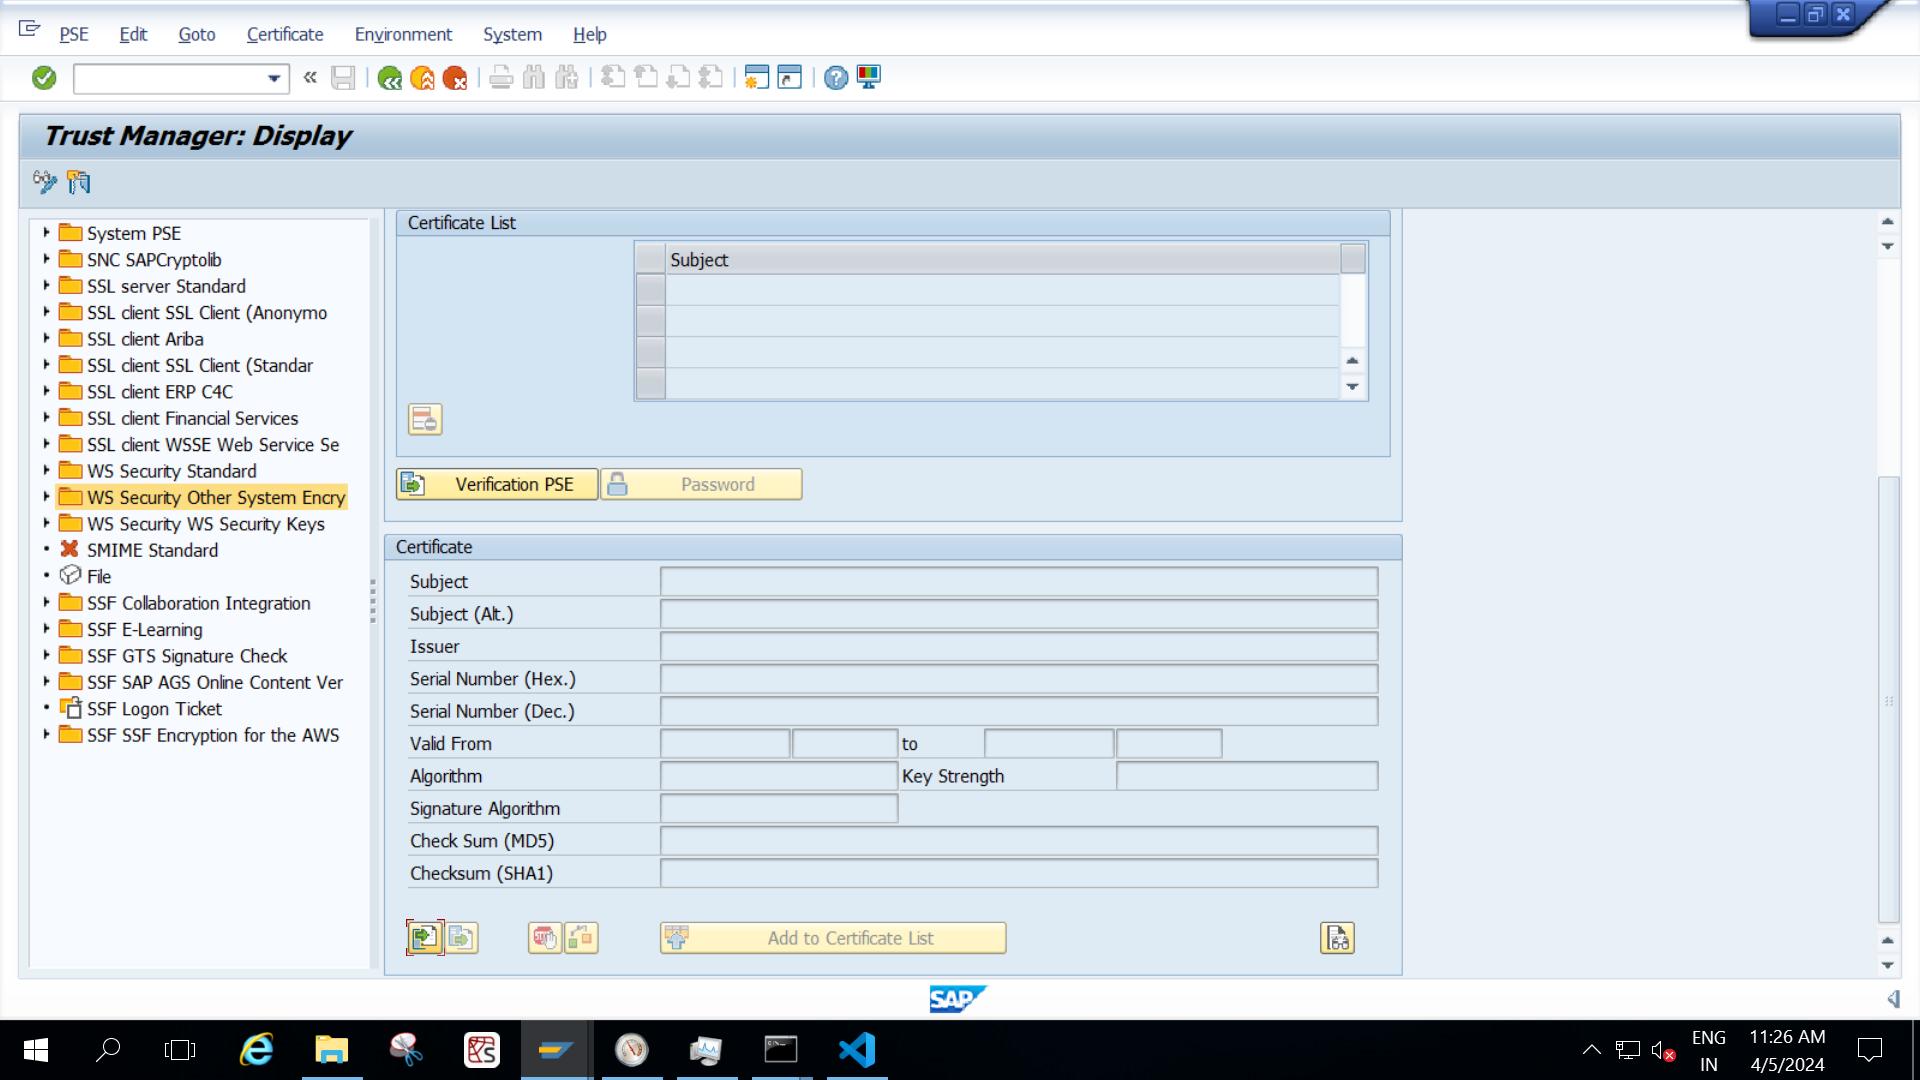 PSE Edit Goto Certificate Environment System Help
Trust Manager: Display
System PSE
SNC SAPCryptolib
SSL server Standard
SSL client SSL Client (Anonymo
SSL client Ariba
SSL client SSL Client (Standar
SSL client ERP C4C
SSL client Financial Services
SSL client WSSE Web Service Se
WS Security Standard
WS Security Other System Encry
WS Security WS Security Keys
SMIME Standard
File
SSF Collaboration Integration
SSF E-Learning
SSF GTS Signature Check
SSF SAP AGS Online Content Ver
SSF Logon Ticket
SSF SSF Encryption for the AWS
Certificate List
Subject
Verification PSE
Password
Certificate
Subject
Subject (Alt.)
Issuer
Serial Number (Hex.)
Serial Number (Dec.)
Valid From to
Algorithm Key Strength
Signature Algorithm
Check Sum (MD5)
Checksum (SHA1)
Add to Certificate List
SAP
ENG
IN
11:26 AM
4/5/2024